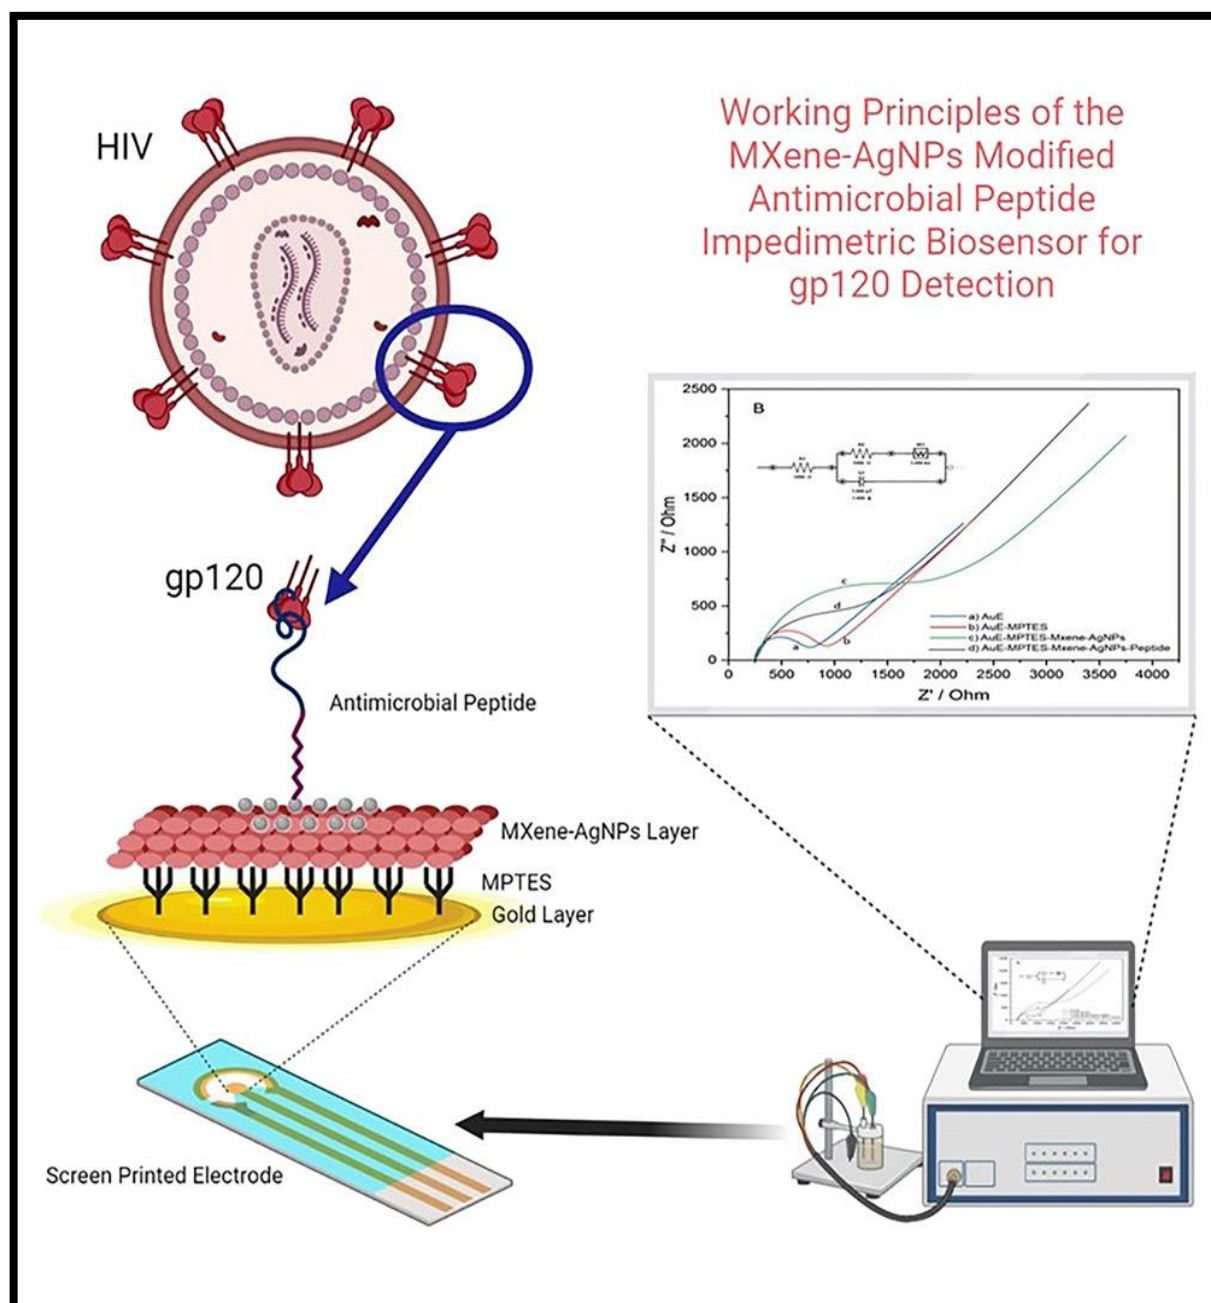 HIV
Working Principles of the
MXene-AgNPs Modified
Antimicrobial Peptide
Impedimetric Biosensor for
gp120 Detection
gp120
Antimicrobial Peptide
MXene-AgNPs Layer
MPTES
Gold Layer
Screen Printed Electrode
B
Z" / Ohm
2500
2000
1500
1000
500
0
c
d
a
b
a) AuE
b) AuE-MPTES
c) AuE-MPTES-Mxene-AgNPs
d) AuE-MPTES-Mxene-AgNPs-Peptide
0 500 1000 1500 2000 2500 3000 3500 4000
Z' / Ohm